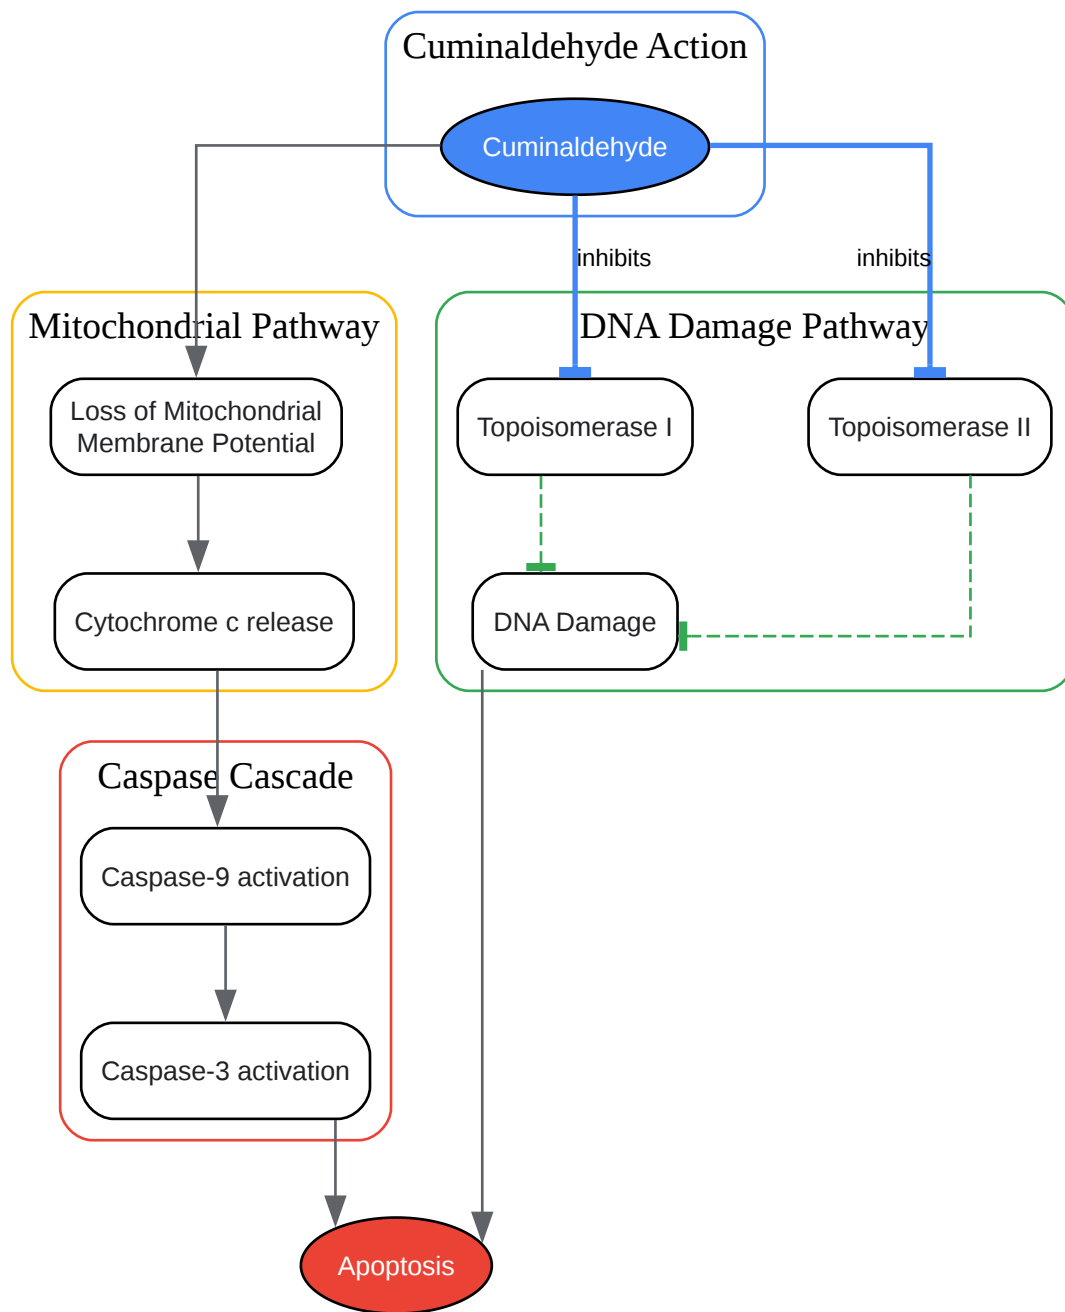 Cuminaldehyde Action
Cuminaldehyde
inhibits
inhibits
Mitochondrial Pathway
Loss of Mitochondrial
Membrane Potential
Cytochrome c release
DNA Damage Pathway
Topoisomerase I
Topoisomerase II
DNA Damage
Caspase Cascade
Caspase-9 activation
Caspase-3 activation
Apoptosis